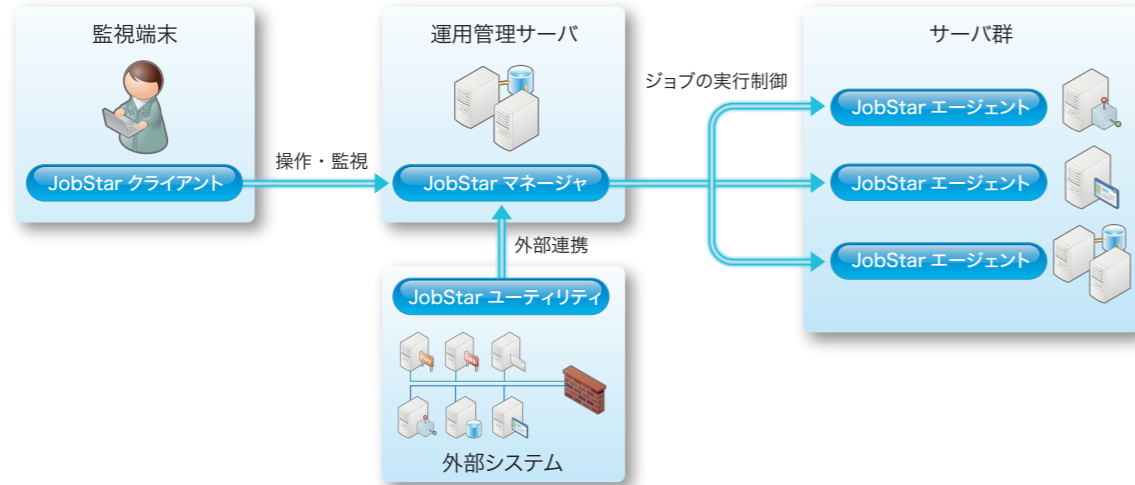 監視端末
JobStar クライアント
操作・監視
運用管理サーバ
JobStar マネージャ
ジョブの実行制御
サーバ群
JobStar エージェント
JobStar エージェント
JobStar エージェント
外部連携
JobStar ユーティリティ
外部システム